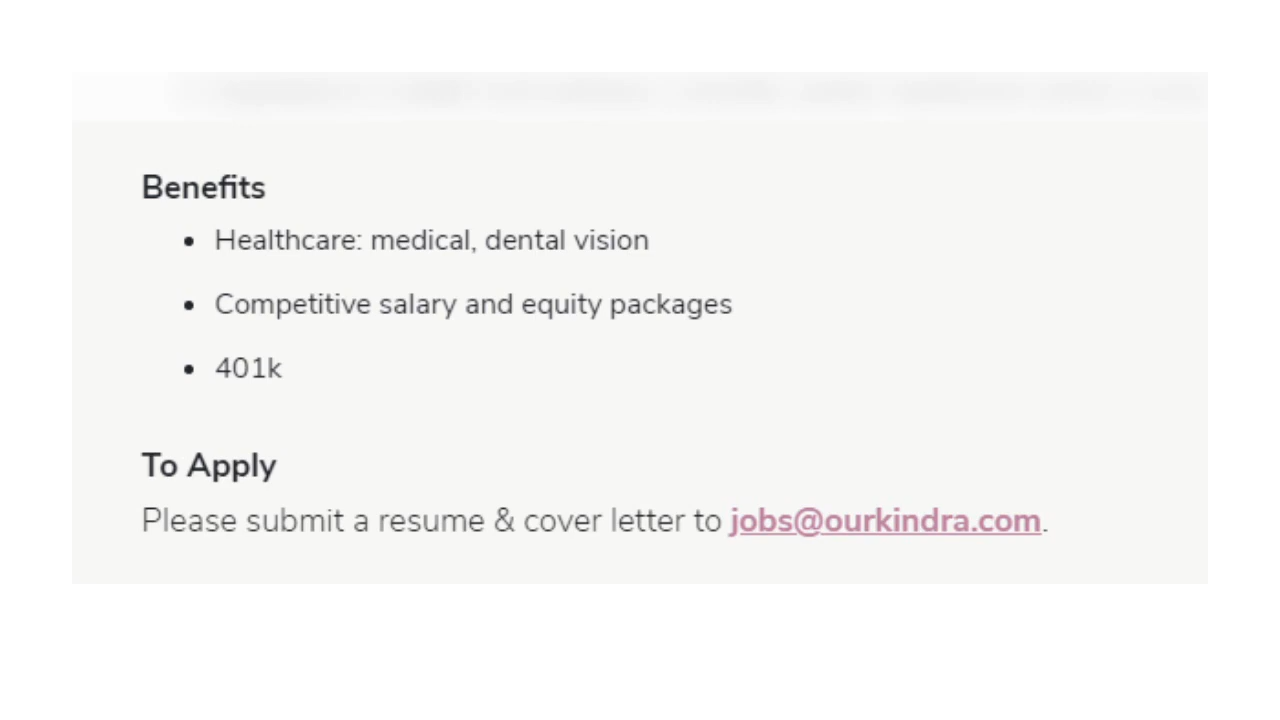 Benefits
• Healthcare: medical, dental vision
• Competitive salary and equity packages
• 401k
To Apply
Please submit a resume & cover letter to jobs@ourkindra.com.